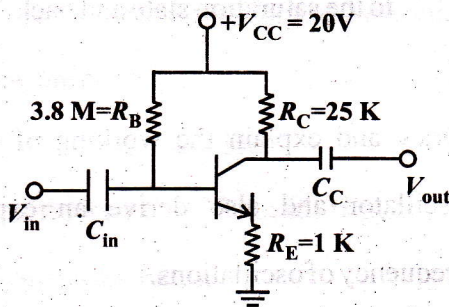 +VCC = 20V
3.8 M=RB
RC=25 K
Vin
Cin
CC
Vout
RE=1 K